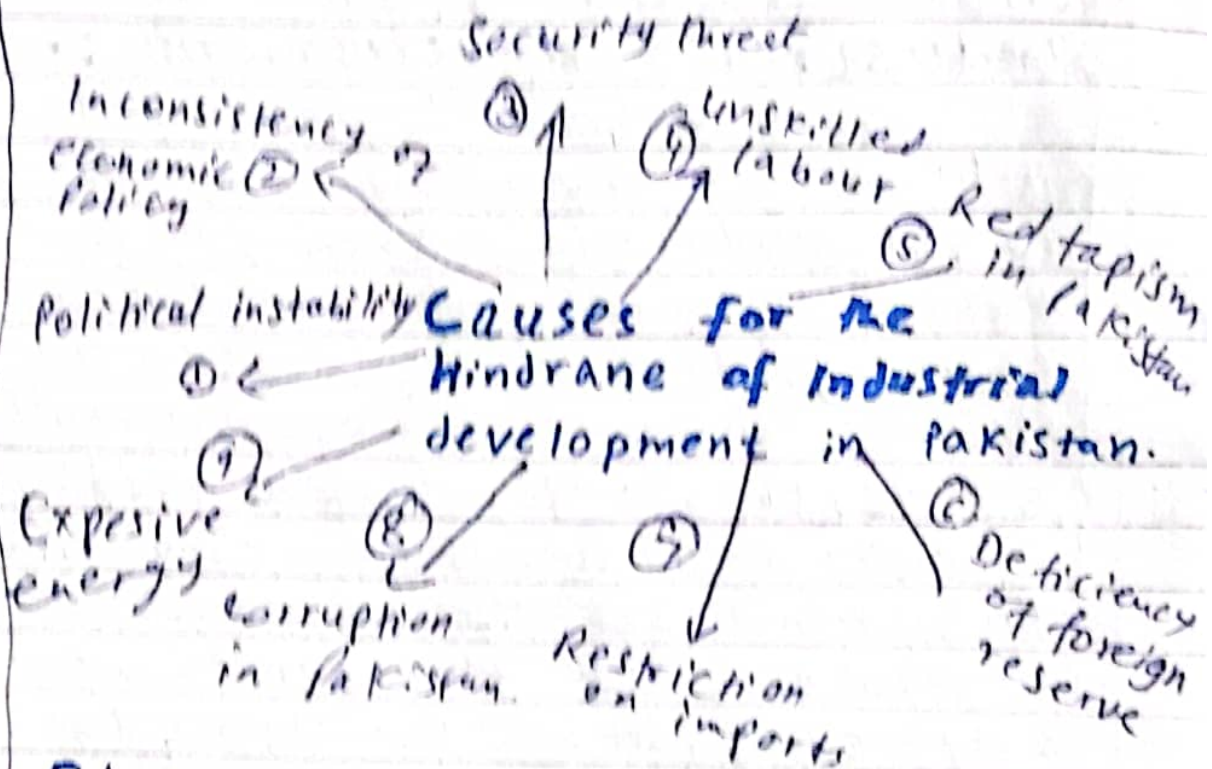 Security threat
③
Inconsistency of
economic ②
Policy
④ Unskilled
labour
⑤ Red tapism
in Pakistan
Political instability
①
Causes for the
Hindrane of Industrial
development in Pakistan.
⑨
Expesive
energy
⑧
corruption
in Pakistan.
Restriction
on
imports
⑥
Deficiency
of foreign
reserve